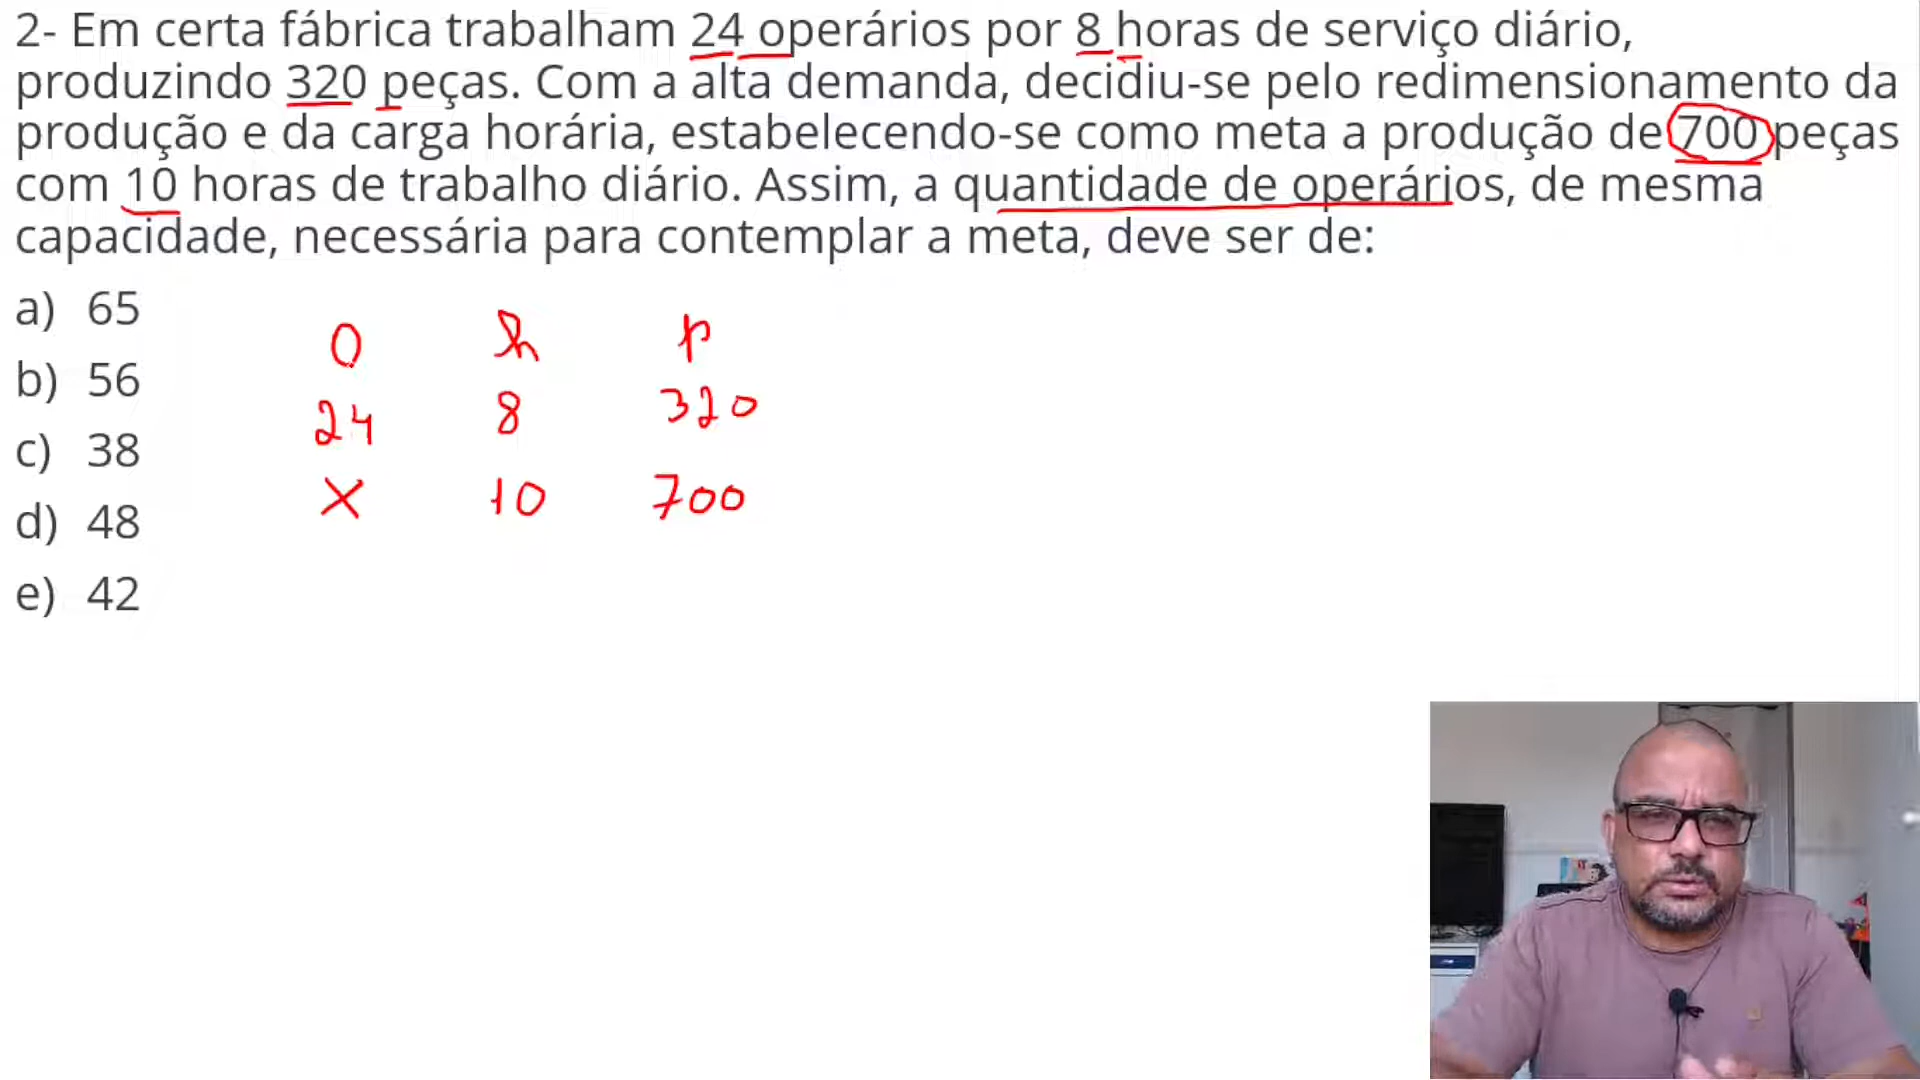 2- Em certa fábrica trabalham 24 operários por 8 horas de serviço diário,
produzindo 320 peças. Com a alta demanda, decidiu-se pelo redimensionamento da
produção e da carga horária, estabelecendo-se como meta a produção de 700 peças
com 10 horas de trabalho diário. Assim, a quantidade de operários, de mesma
capacidade, necessária para contemplar a meta, deve ser de:
a) 65
b) 56
c) 38
d) 48
e) 42
O h p
24 8 320
X 10 700